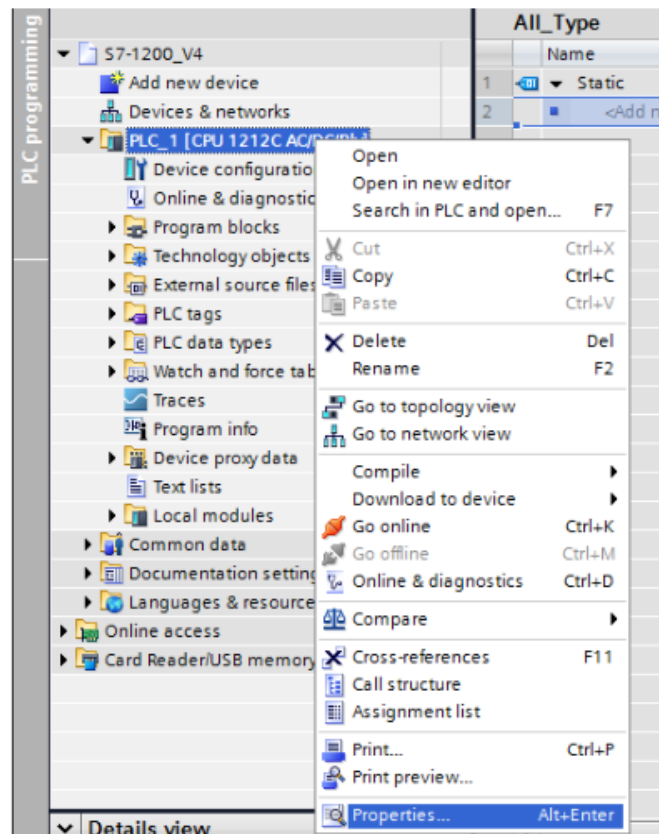 PLC programming
All_Type
Name
1 Static
2 <Add n
S7-1200_V4
Add new device
Devices & networks
PLC_1 [CPU 1212C AC/DC/Rly]
Device configuratio
Online & diagnostic
Program blocks
Technology objects
External source files
PLC tags
PLC data types
Watch and force tab
Traces
Program info
Device proxy data
Text lists
Local modules
Common data
Documentation setting
Languages & resource
Online access
Card Reader/USB memory
Details view
Open
Open in new editor
Search in PLC and open... F7
Cut Ctrl+X
Copy Ctrl+C
Paste Ctrl+V
Delete Del
Rename F2
Go to topology view
Go to network view
Compile
Download to device
Go online Ctrl+K
Go offline Ctrl+M
Online & diagnostics Ctrl+D
Compare
Cross-references F11
Call structure
Assignment list
Print... Ctrl+P
Print preview...
Properties... Alt+Enter